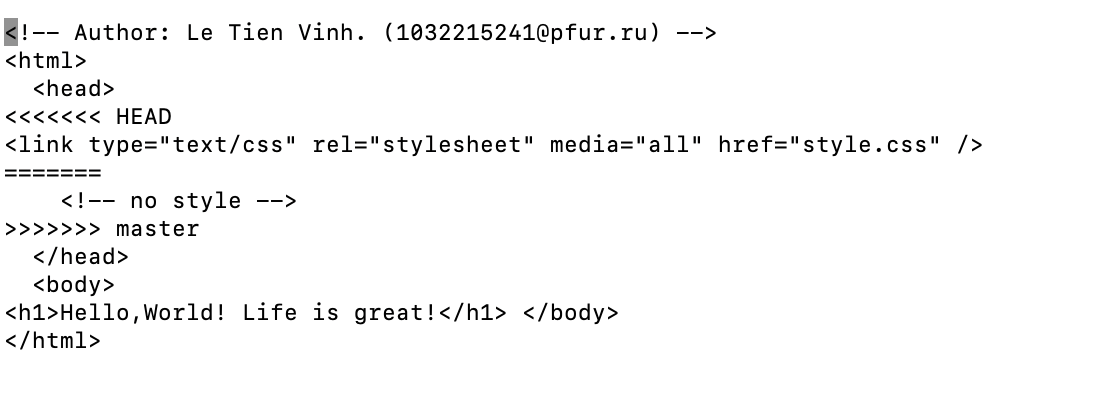 <!-- Author: Le Tien Vinh. (1032215241@pfur.ru) -->
<html>
  <head>
<<<<<<< HEAD
<link type="text/css" rel="stylesheet" media="all" href="style.css" />
=======
    <!-- no style -->
>>>>>>> master
  </head>
  <body>
<h1>Hello,World! Life is great!</h1> </body>
</html>